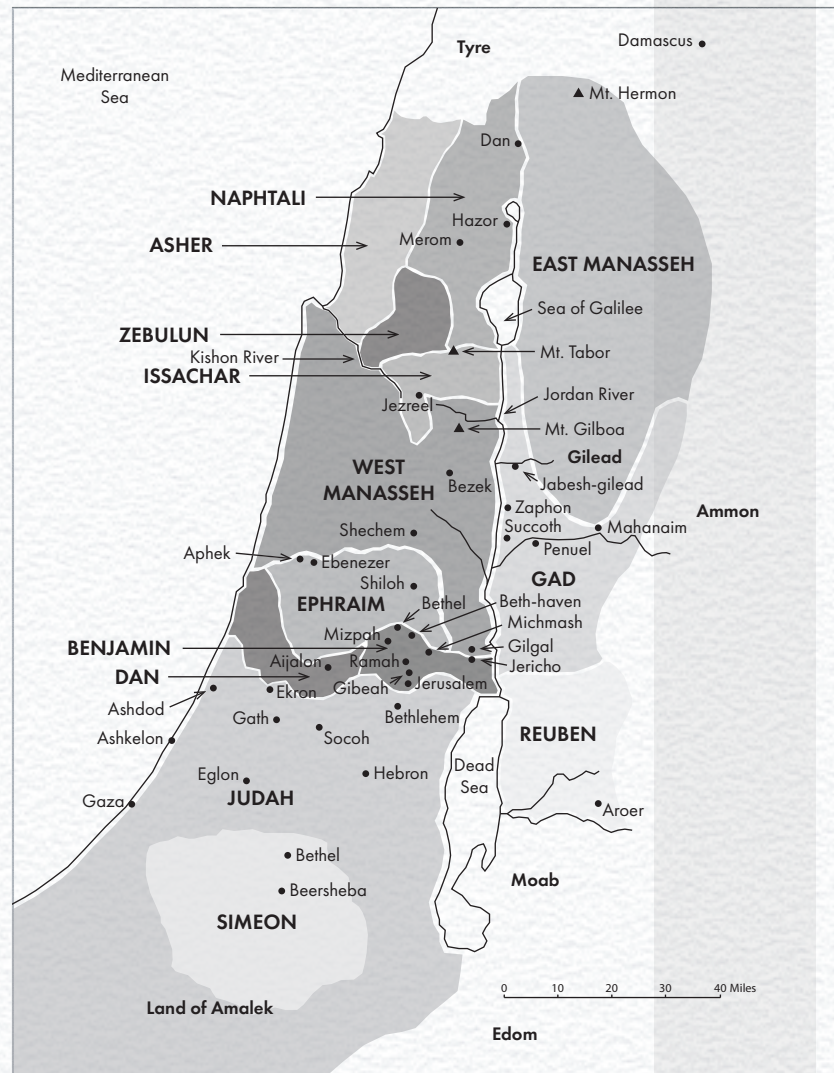 Tyre
Damascus
Mediterranean
Sea
Mt. Hermon
Dan
NAPHTALI
Hazor
ASHER
Merom
EAST MANASSEH
Sea of Galilee
ZEBULUN
Kishon River
Mt. Tabor
ISSACHAR
Jordan River
Jezreel
Mt. Gilboa
Gilead
WEST
MANASSEH
Bezek
Jabesh-gilead
Zaphon
Ammon
Succoth
Mahanaim
Shechem
Penuel
Aphek
Ebenezer
GAD
Shiloh
EPHRAIM
Bethel
Beth-haven
Michmash
Mizpah
BENJAMIN
Gilgal
Aijalon
Ramah
Jericho
DAN
Gibeah
Jerusalem
Ekron
Ashdod
Gath
Bethlehem
Socoh
REUBEN
Ashkelon
Dead
Sea
Eglon
Hebron
JUDAH
Gaza
Aroer
Bethel
Moab
Beersheba
SIMEON
0 10 20 30 40 Miles
Land of Amalek
Edom